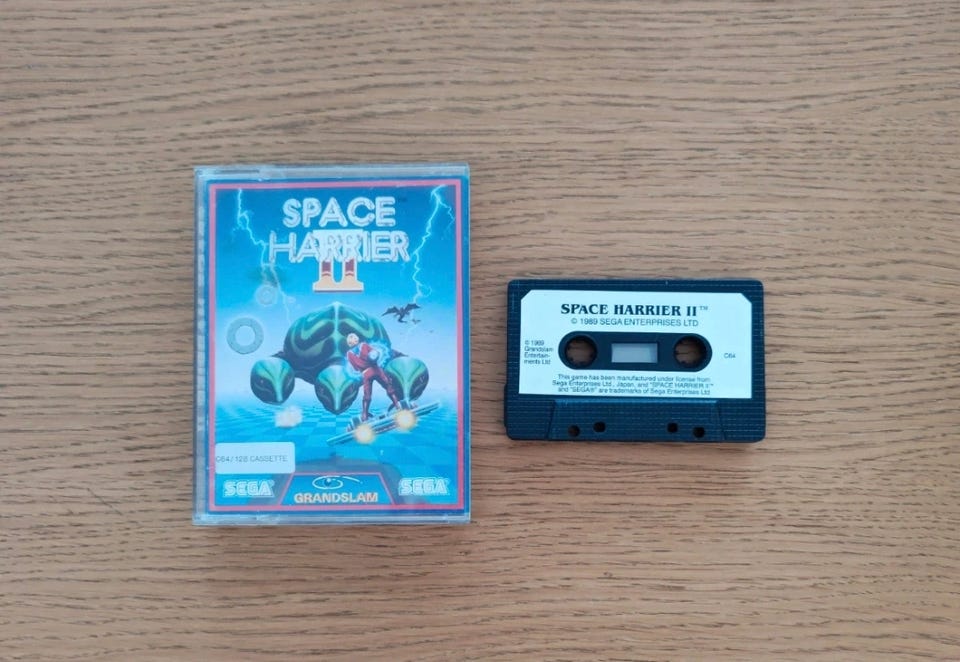 SPACE
HARRIER
II
C64/128 CASSETTE
SEGA
GRANDSLAM
SEGA
SPACE HARRIER II™
© 1989 SEGA ENTERPRISES LTD
© 1989
Grandslam
Entertain-
ments Ltd
C64
This game has been manufactured under license from
Sega Enterprises Ltd., Japan, and "SPACE HARRIER II"™
and "SEGA®" are trademarks of Sega Enterprises Ltd